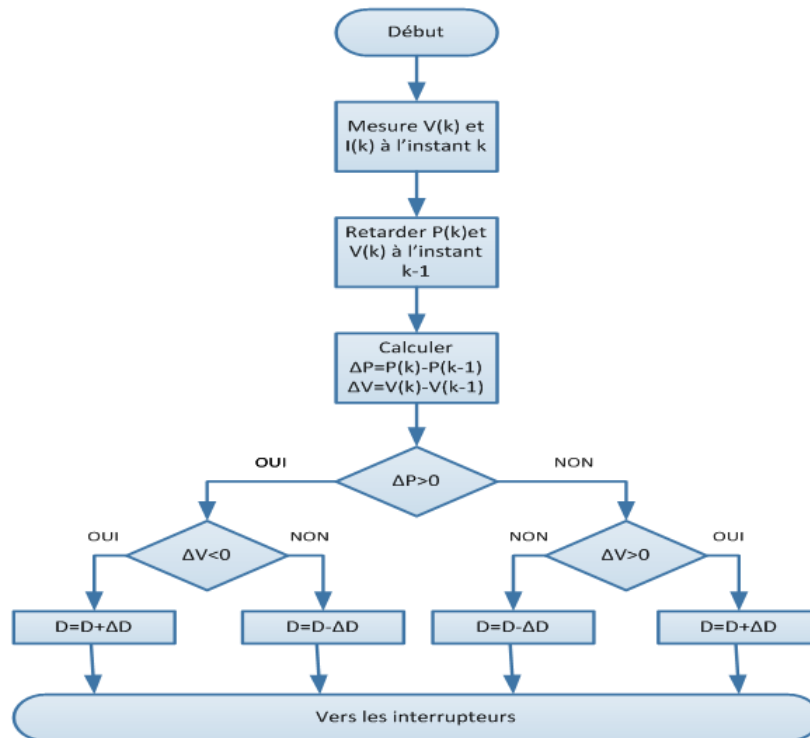 Début
Mesure V(k) et
I(k) à l'instant k
Retarder P(k)et
V(k) à l'instant
k-1
Calculer
ΔP=P(k)-P(k-1)
ΔV=V(k)-V(k-1)
OUI
ΔP>0
NON
OUI
ΔV<0
NON
NON
ΔV>0
OUI
D=D+ΔD
D=D-ΔD
D=D-ΔD
D=D+ΔD
Vers les interrupteurs